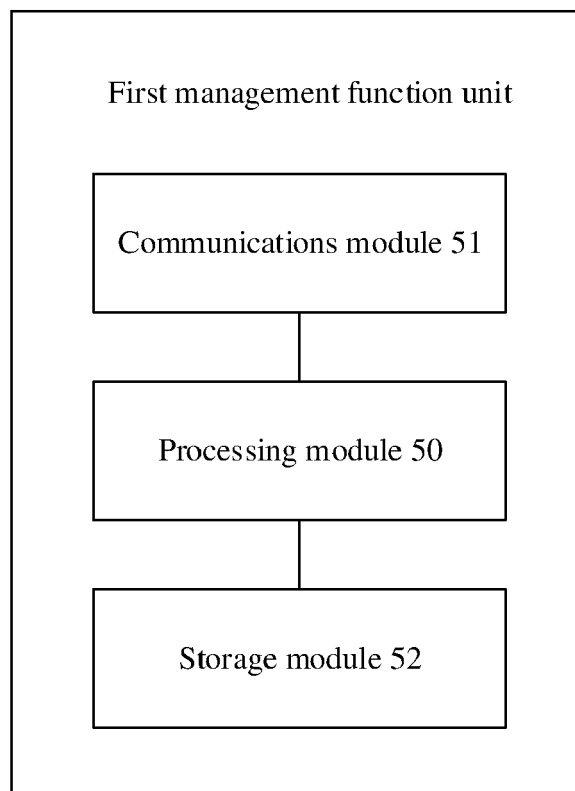 First management function unit
Communications module 51
Processing module 50
Storage module 52